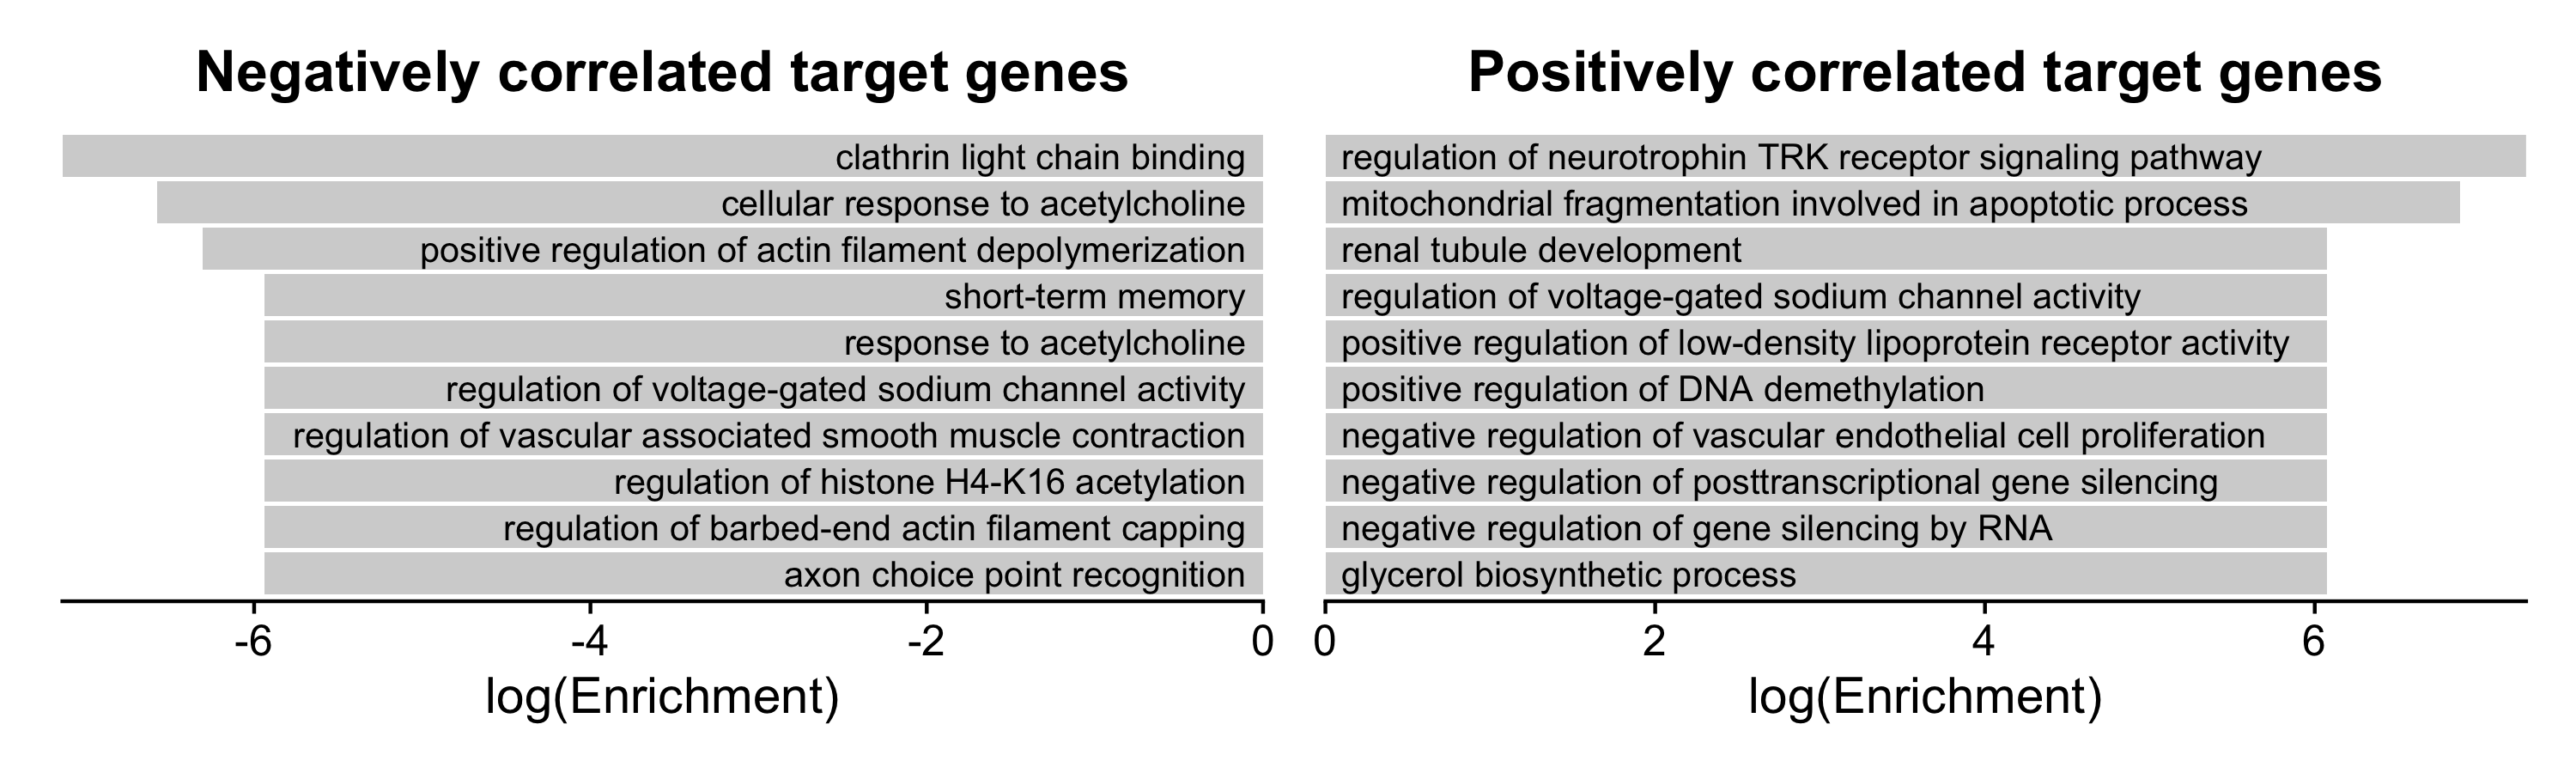 Negatively correlated target genes
clathrin light chain binding
cellular response to acetylcholine
positive regulation of actin filament depolymerization
short-term memory
response to acetylcholine
regulation of voltage-gated sodium channel activity
regulation of vascular associated smooth muscle contraction
regulation of histone H4-K16 acetylation
regulation of barbed-end actin filament capping
axon choice point recognition
-6 -4 -2 0
log(Enrichment)
Positively correlated target genes
regulation of neurotrophin TRK receptor signaling pathway
mitochondrial fragmentation involved in apoptotic process
renal tubule development
regulation of voltage-gated sodium channel activity
positive regulation of low-density lipoprotein receptor activity
positive regulation of DNA demethylation
negative regulation of vascular endothelial cell proliferation
negative regulation of posttranscriptional gene silencing
negative regulation of gene silencing by RNA
glycerol biosynthetic process
0 2 4 6
log(Enrichment)